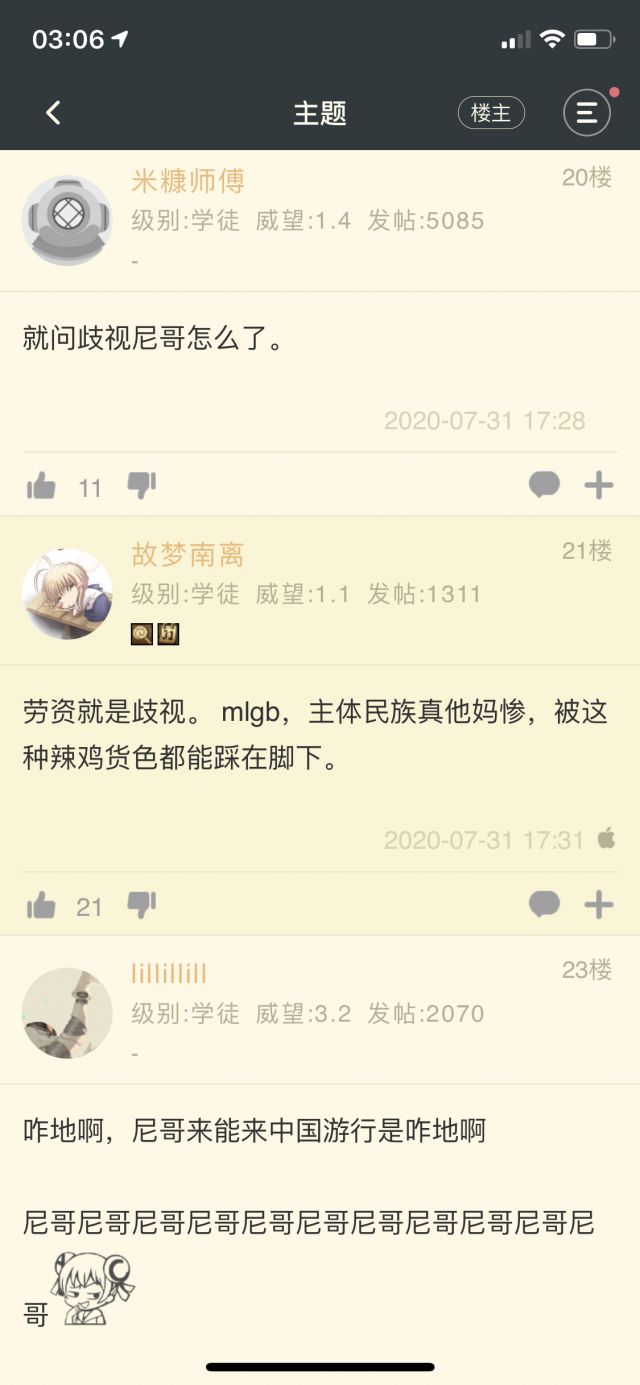 03:06
主题
楼主
米糠师傅
20楼
级别:学徒 威望:1.4 发帖:5085
-
就问歧视尼哥怎么了。
2020-07-31 17:28
11
故梦南离
21楼
级别:学徒 威望:1.1 发帖:1311
劳资就是歧视。 mlgb，主体民族真他妈惨，被这
种辣鸡货色都能踩在脚下。
2020-07-31 17:31
21
lillillill
23楼
级别:学徒 威望:3.2 发帖:2070
-
咋地啊，尼哥来能来中国游行是咋地啊
尼哥尼哥尼哥尼哥尼哥尼哥尼哥尼哥尼哥尼哥尼
哥